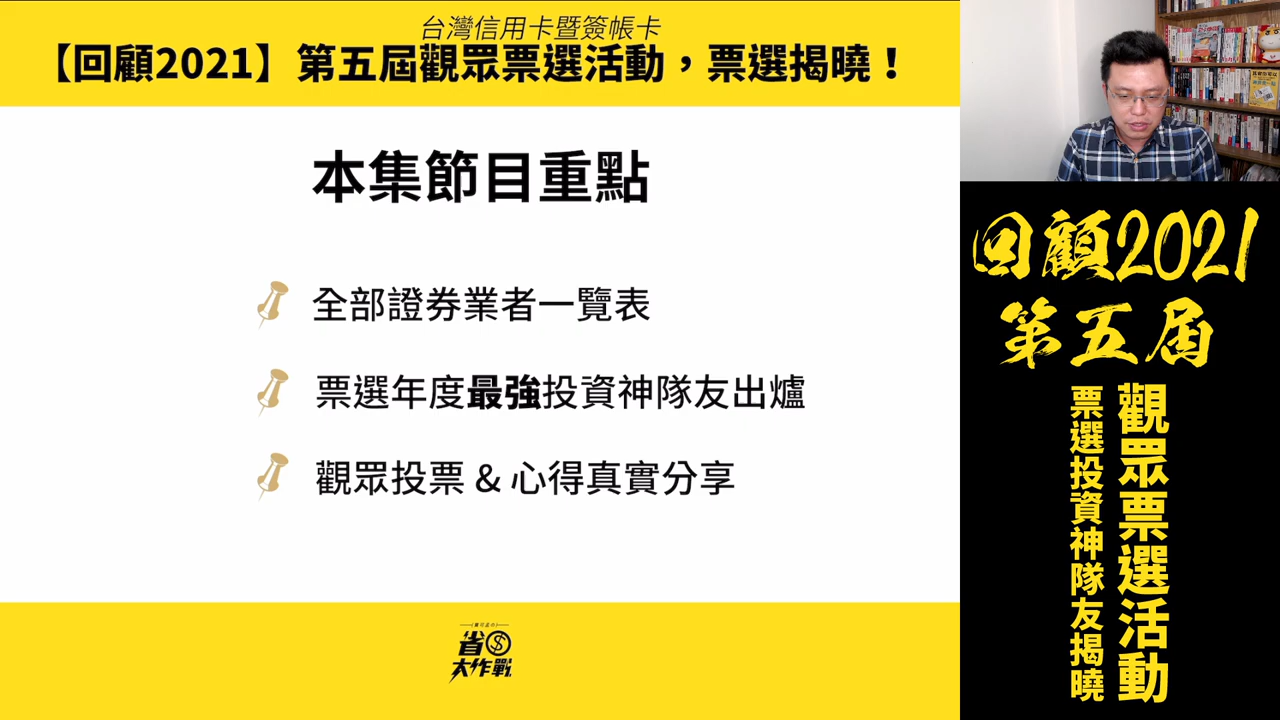 台灣信用卡暨簽帳卡
【回顧2021】第五屆觀眾票選活動，票選揭曉！
本集節目重點
全部證券業者一覽表
票選年度最強投資神隊友出爐
觀眾投票 & 心得真實分享
省$
大作戰
回顧2021
第五屆
觀眾票選活動
票選投資神隊友揭曉